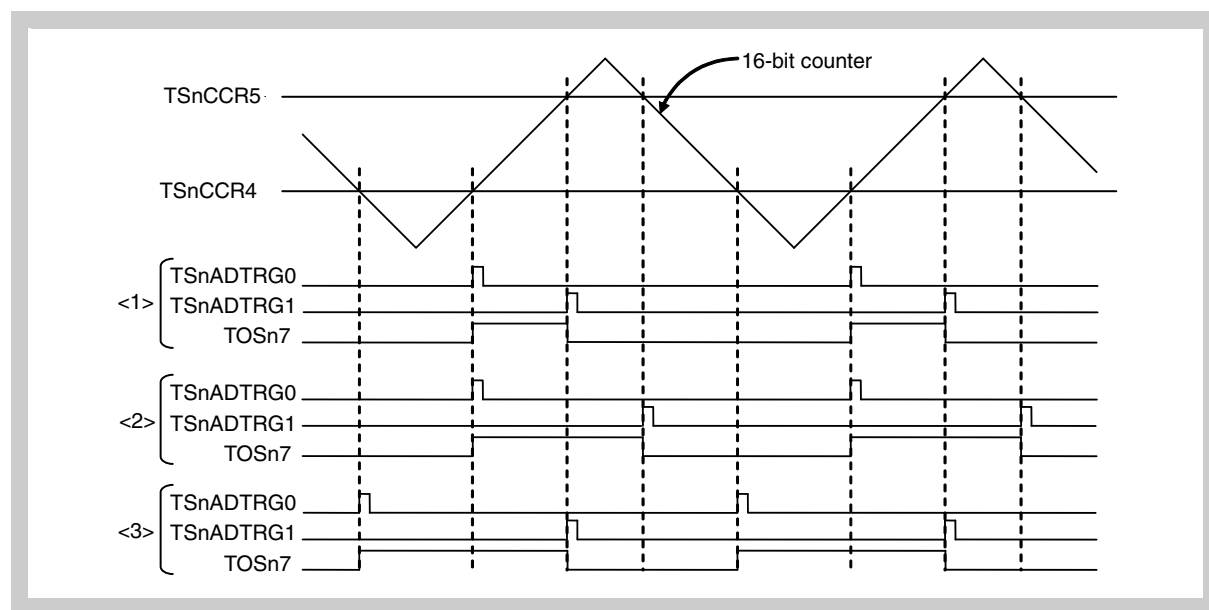 16-bit counter
TSnCCR5
TSnCCR4
<1>
TSnADTRG0
TSnADTRG1
TOSn7
<2>
TSnADTRG0
TSnADTRG1
TOSn7
<3>
TSnADTRG0
TSnADTRG1
TOSn7